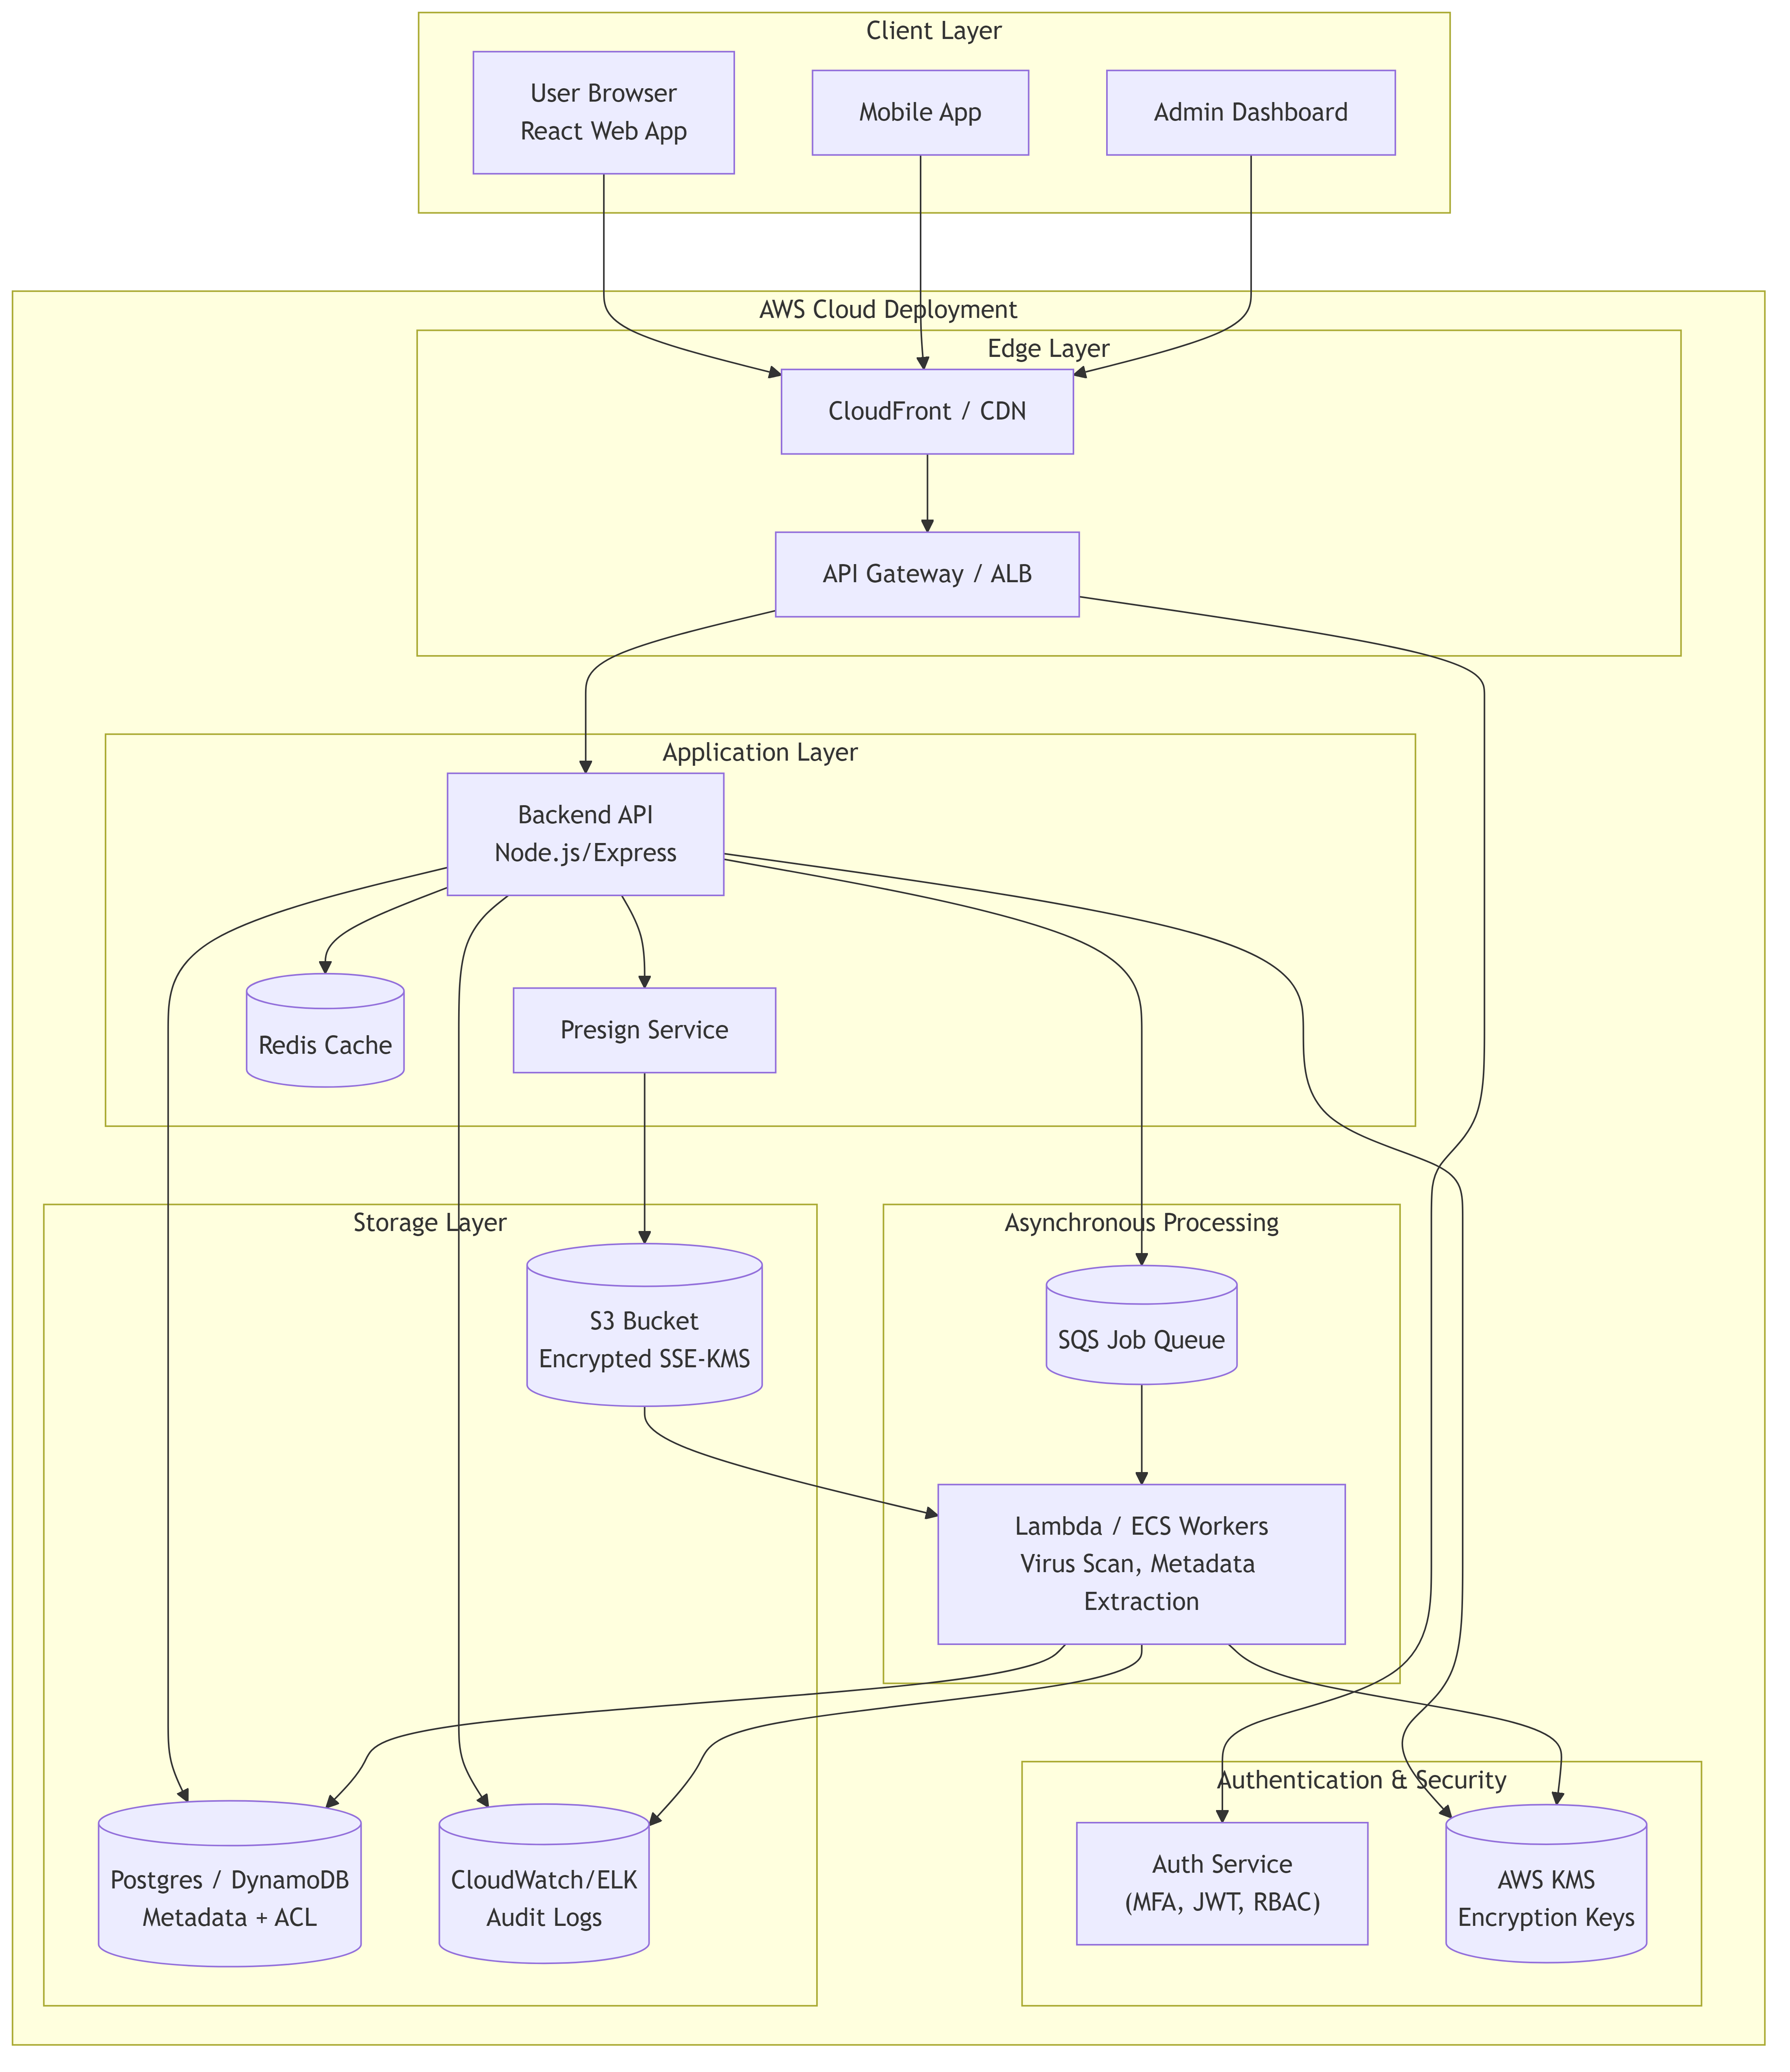 Client Layer
User Browser
React Web App
Mobile App
Admin Dashboard
AWS Cloud Deployment
Edge Layer
CloudFront / CDN
API Gateway / ALB
Application Layer
Backend API
Node.js/Express
Redis Cache
Presign Service
Storage Layer
Asynchronous Processing
S3 Bucket
Encrypted SSE-KMS
SQS Job Queue
Lambda / ECS Workers
Virus Scan, Metadata
Extraction
Authentication & Security
Postgres / DynamoDB
Metadata + ACL
CloudWatch/ELK
Audit Logs
Auth Service
(MFA, JWT, RBAC)
AWS KMS
Encryption Keys